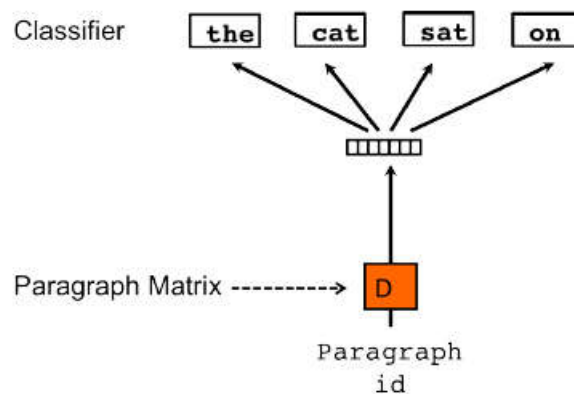 Classifier the cat sat on
Paragraph Matrix D
Paragraph
id